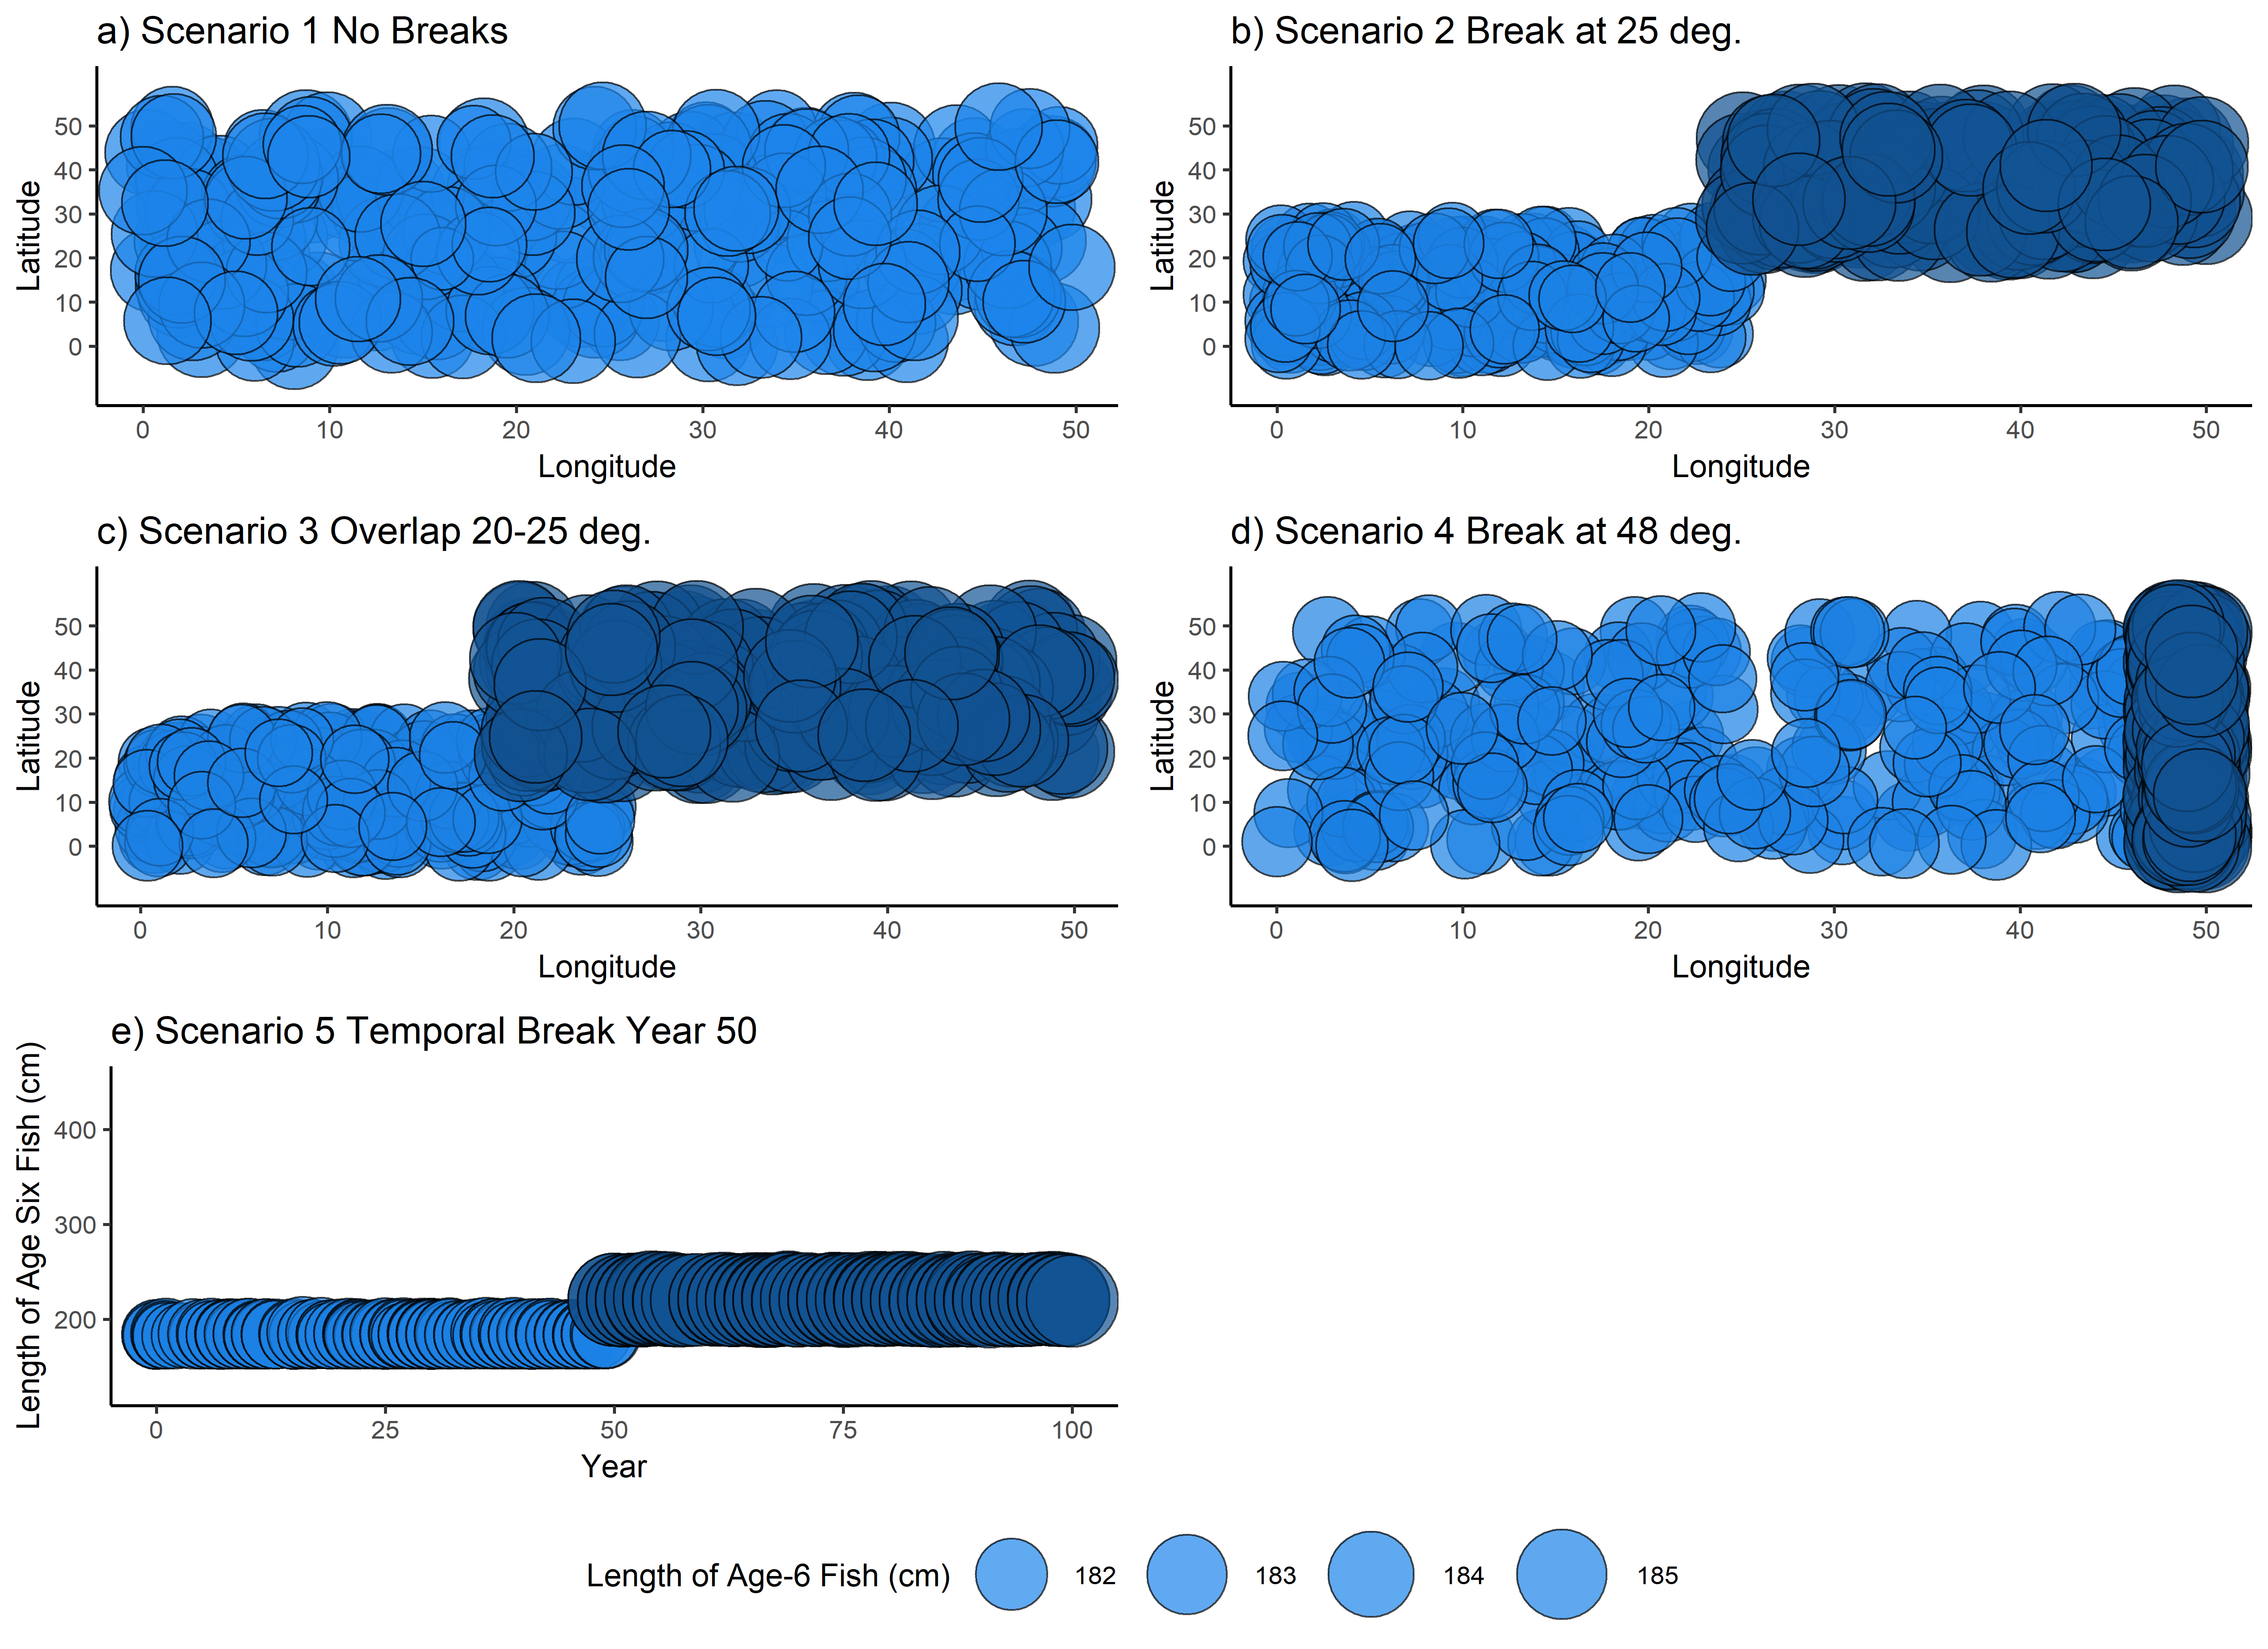 a) Scenario 1 No Breaks
Latitude
50
40
30
20
10
0
0 10 20 30 40 50
Longitude
b) Scenario 2 Break at 25 deg.
Latitude
50
40
30
20
10
0
0 10 20 30 40 50
Longitude
c) Scenario 3 Overlap 20-25 deg.
Latitude
50
40
30
20
10
0
0 10 20 30 40 50
Longitude
d) Scenario 4 Break at 48 deg.
Latitude
50
40
30
20
10
0
0 10 20 30 40 50
Longitude
e) Scenario 5 Temporal Break Year 50
Length of Age Six Fish (cm)
400
300
200
0 25 50 75 100
Year
Length of Age-6 Fish (cm) 182 183 184 185